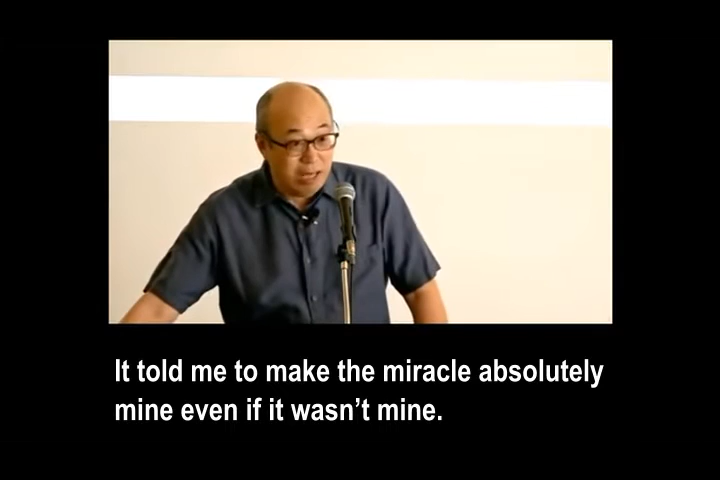 It told me to make the miracle absolutely
mine even if it wasn’t mine.